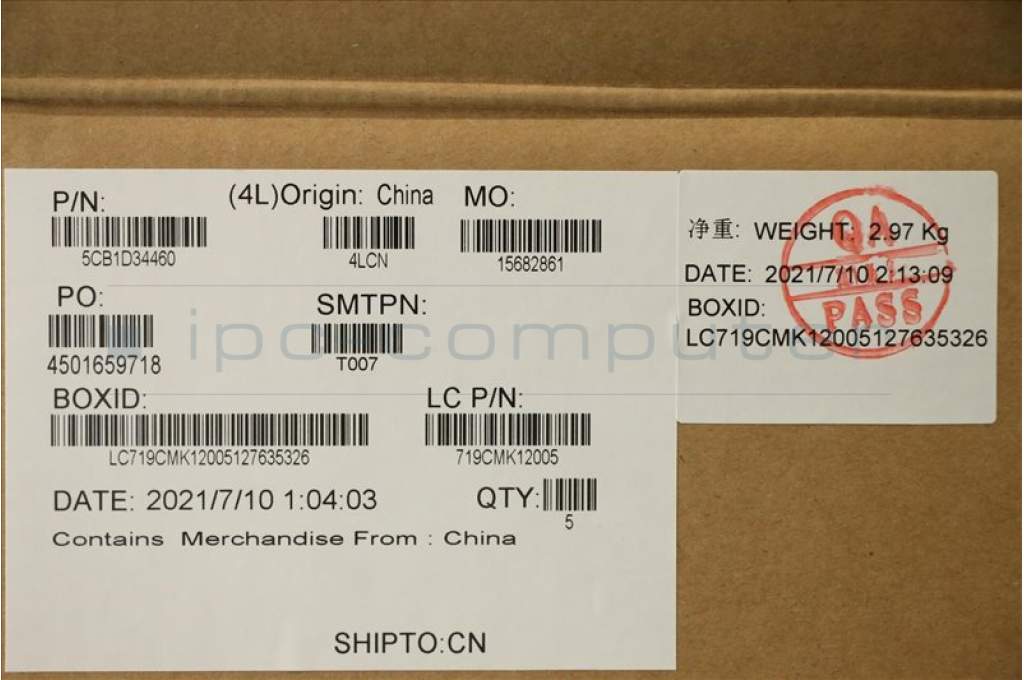 P/N:
(4L)Origin: China
MO:
5CB1D34460
4LCN
15682861
PO:
SMTPN:
4501659718
T007
BOXID:
LC P/N:
LC719CMK12005127635326
719CMK12005
DATE: 2021/7/10 1:04:03
QTY:
5
Contains Merchandise From : China
SHIPTO:CN
净重: WEIGHT: 2.97 Kg
DATE: 2021/7/10 2:13:09
BOXID:
LC719CMK12005127635326
QA
PASS
ipc-computer